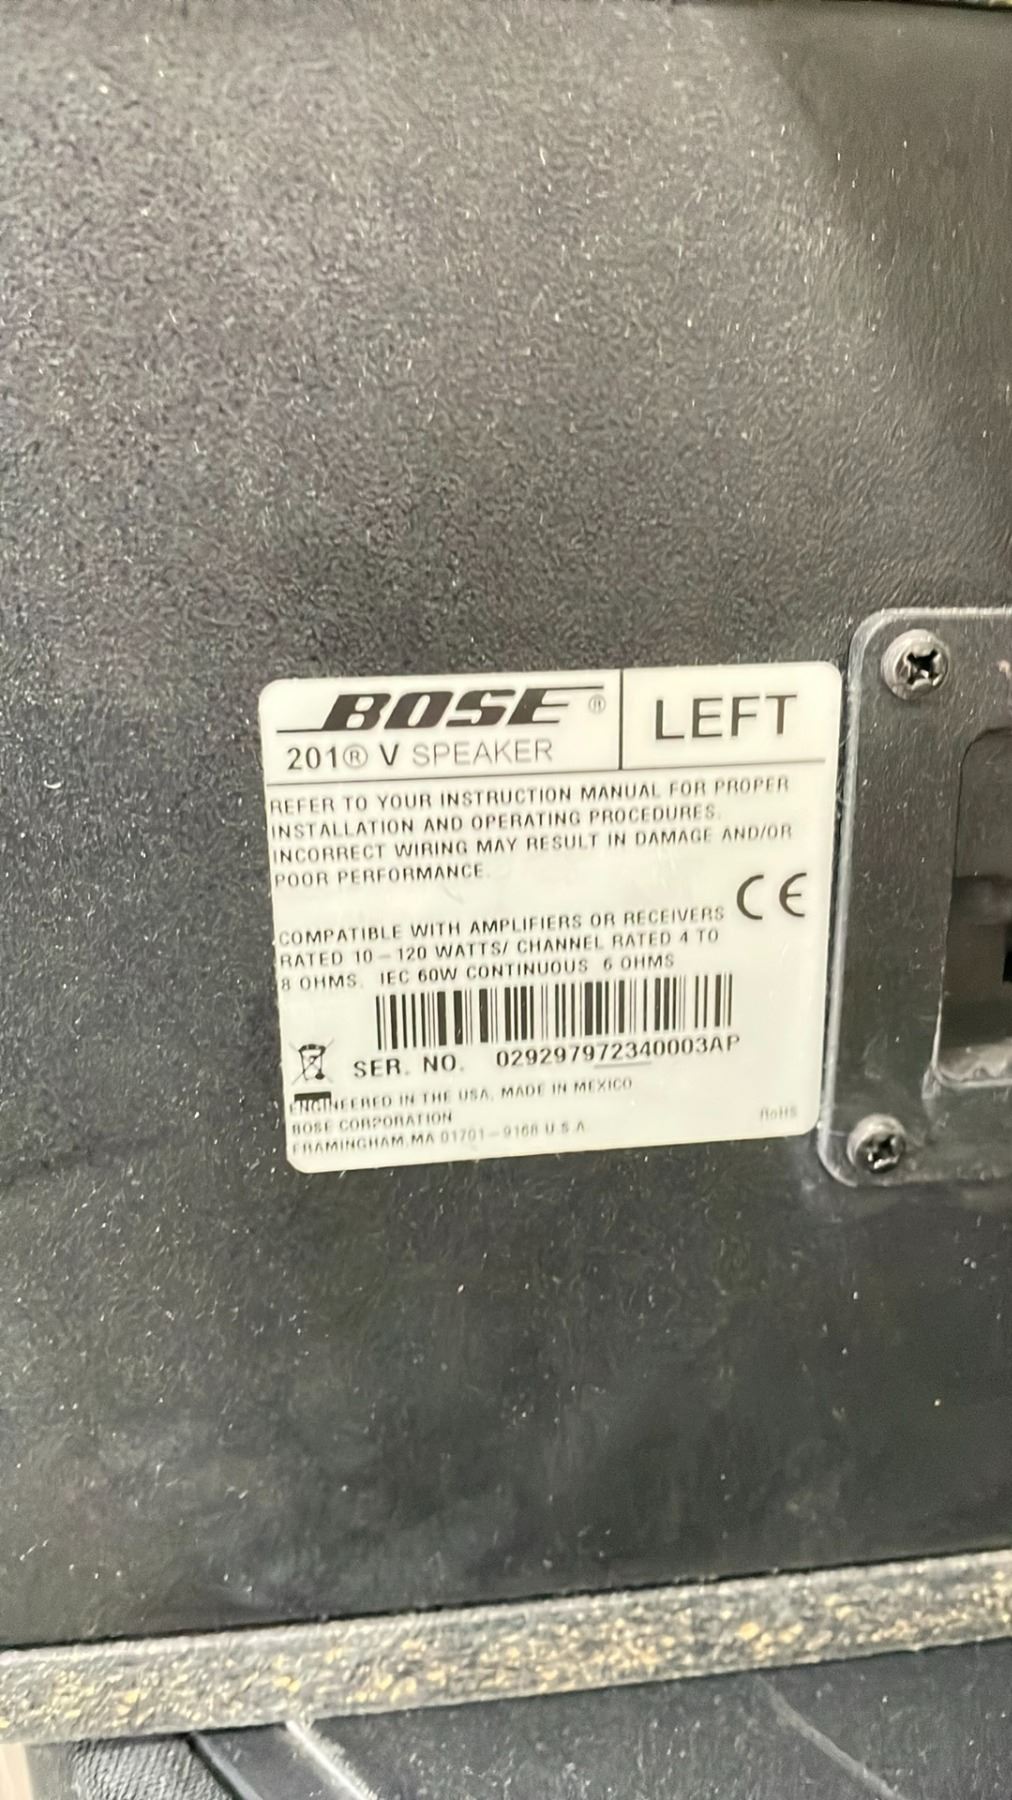 BOSE®
LEFT
201® V SPEAKER
REFER TO YOUR INSTRUCTION MANUAL FOR PROPER
INSTALLATION AND OPERATING PROCEDURES.
INCORRECT WIRING MAY RESULT IN DAMAGE AND/OR
POOR PERFORMANCE.
CE
COMPATIBLE WITH AMPLIFIERS OR RECEIVERS
RATED 10 - 120 WATTS/ CHANNEL RATED 4 TO
8 OHMS. IEC 60W CONTINUOUS 6 OHMS
SER. NO. 029297972340003AP
ENGINEERED IN THE USA, MADE IN MEXICO
BOSE CORPORATION
FRAMINGHAM, MA 01701-9168 U.S.A
RoHS